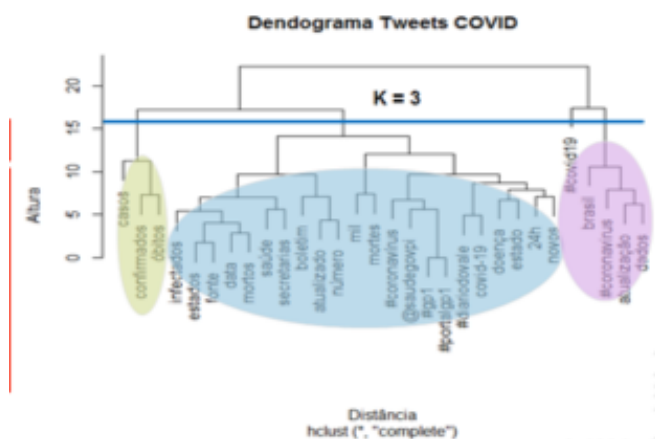 Dendograma Tweets COVID
K = 3
Altura
20
15
10
5
0
casos
confirmados
óbitos
infectados
estados
fonte
data
mortos
saúde
secretarias
boletim
atualizado
número
mil
mortes
#coronavírus
@saudegovpi
#gp1
#portalgp1
#diariodovale
covid-19
doença
estado
24h
novos
#covid19
brasil
#coronavirus
atualização
dados
Distância
hclust (*, "complete")